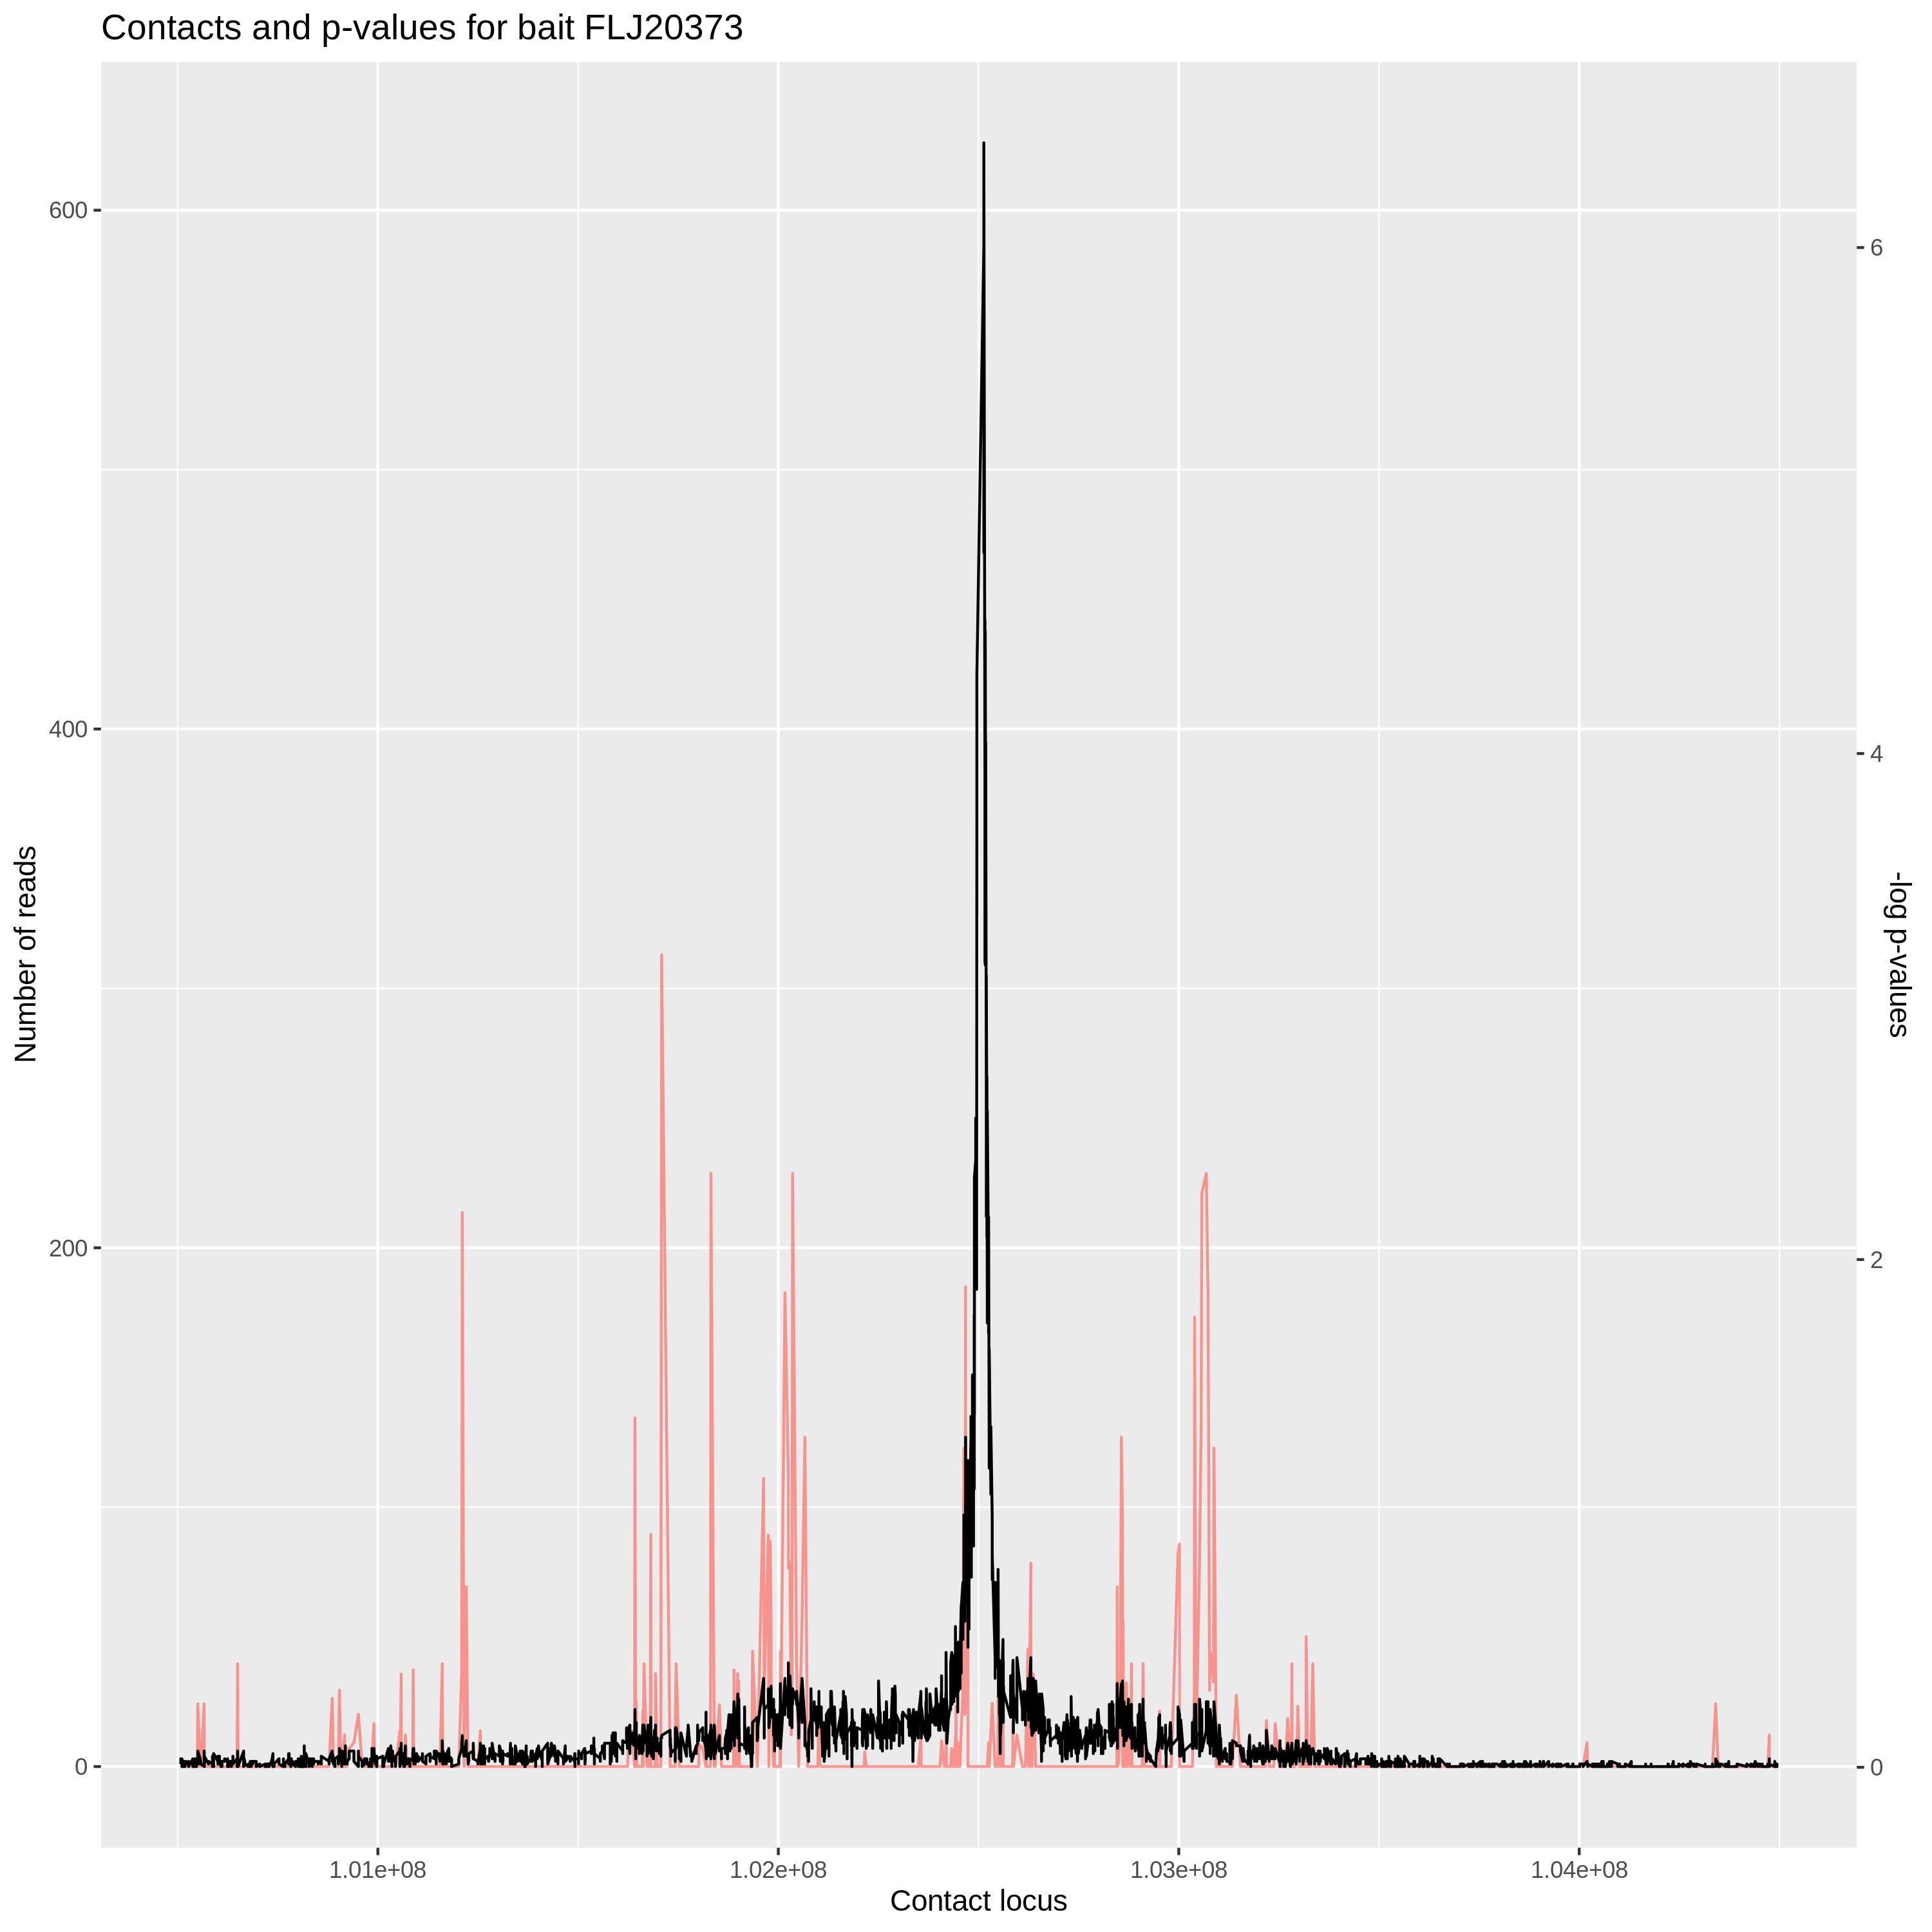 Contacts and p-values for bait FLJ20373
600
400
200
0
Number of reads
6
4
2
0
-log p-values
1.01e+08
1.02e+08
1.03e+08
1.04e+08
Contact locus